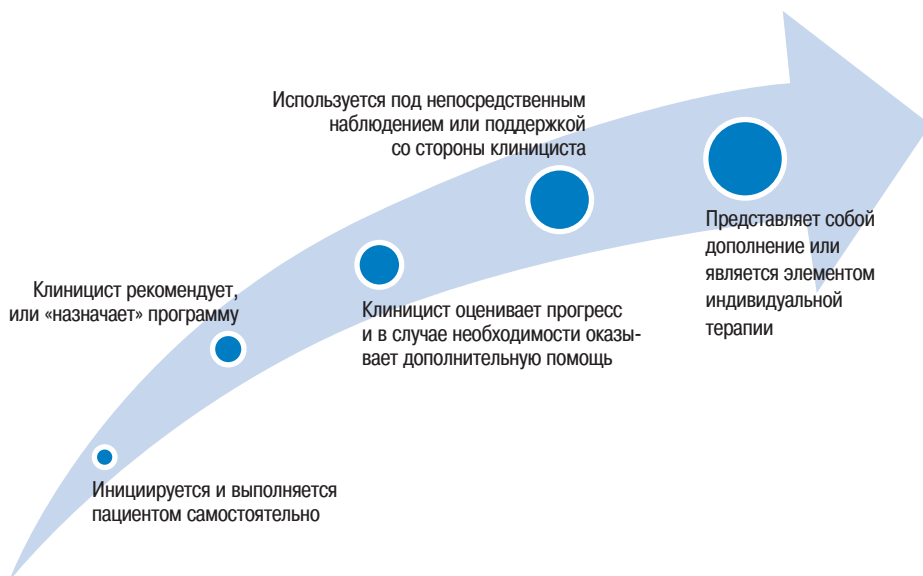 Используется под непосредственным
наблюдением или поддержкой
со стороны клинициста
Представляет собой
дополнение или
является элементом
индивидуальной
терапии
Клиницист рекомендует,
или «назначает» программу
Клиницист оценивает прогресс
и в случае необходимости оказы-
вает дополнительную помощь
Инициируется и выполняется
пациентом самостоятельно